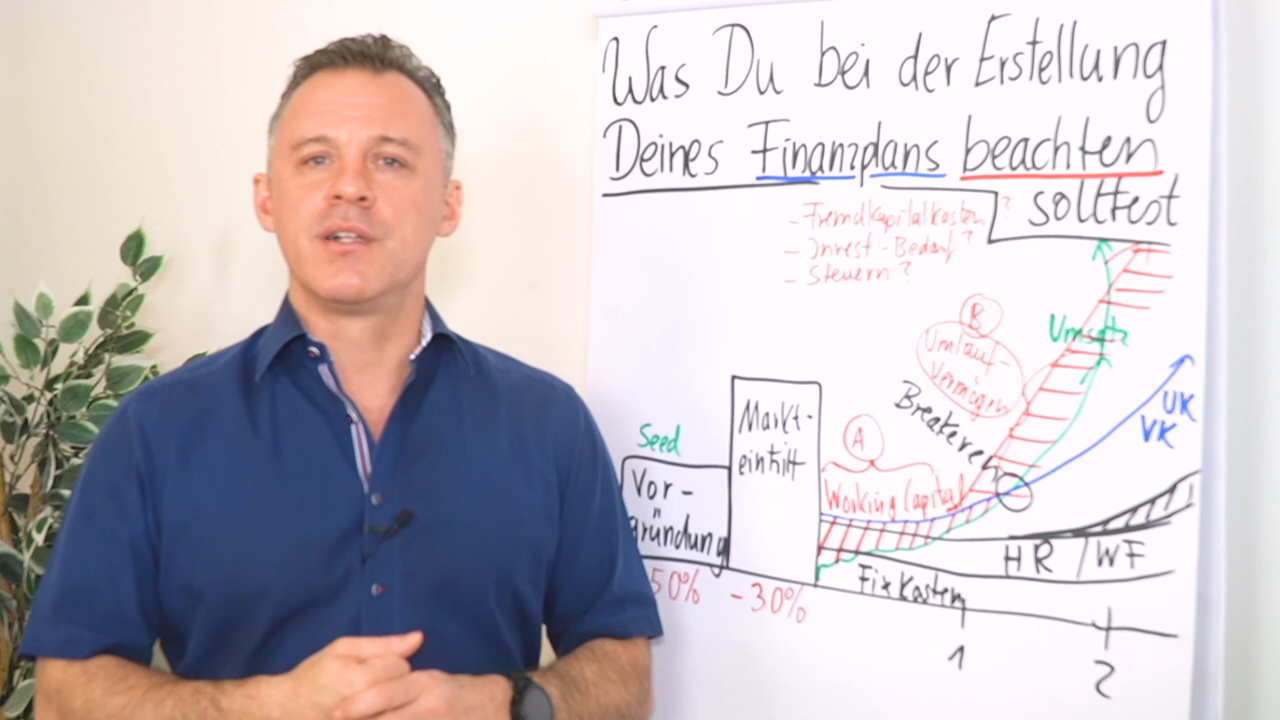 Was Du bei der Erstellung
Deines Finanzplans beachten
solltest
- Fremdkapitalkosten ?
- Invest-Bedarf ?
- Steuern ?
B
Umlauf-
vermögen
Umsatz
UK
VK
Breakeven
A
Working Capital
Markt-
eintritt
Seed
Vor-
gründung
50%
- 30%
HR / WF
Fixkosten
1
2